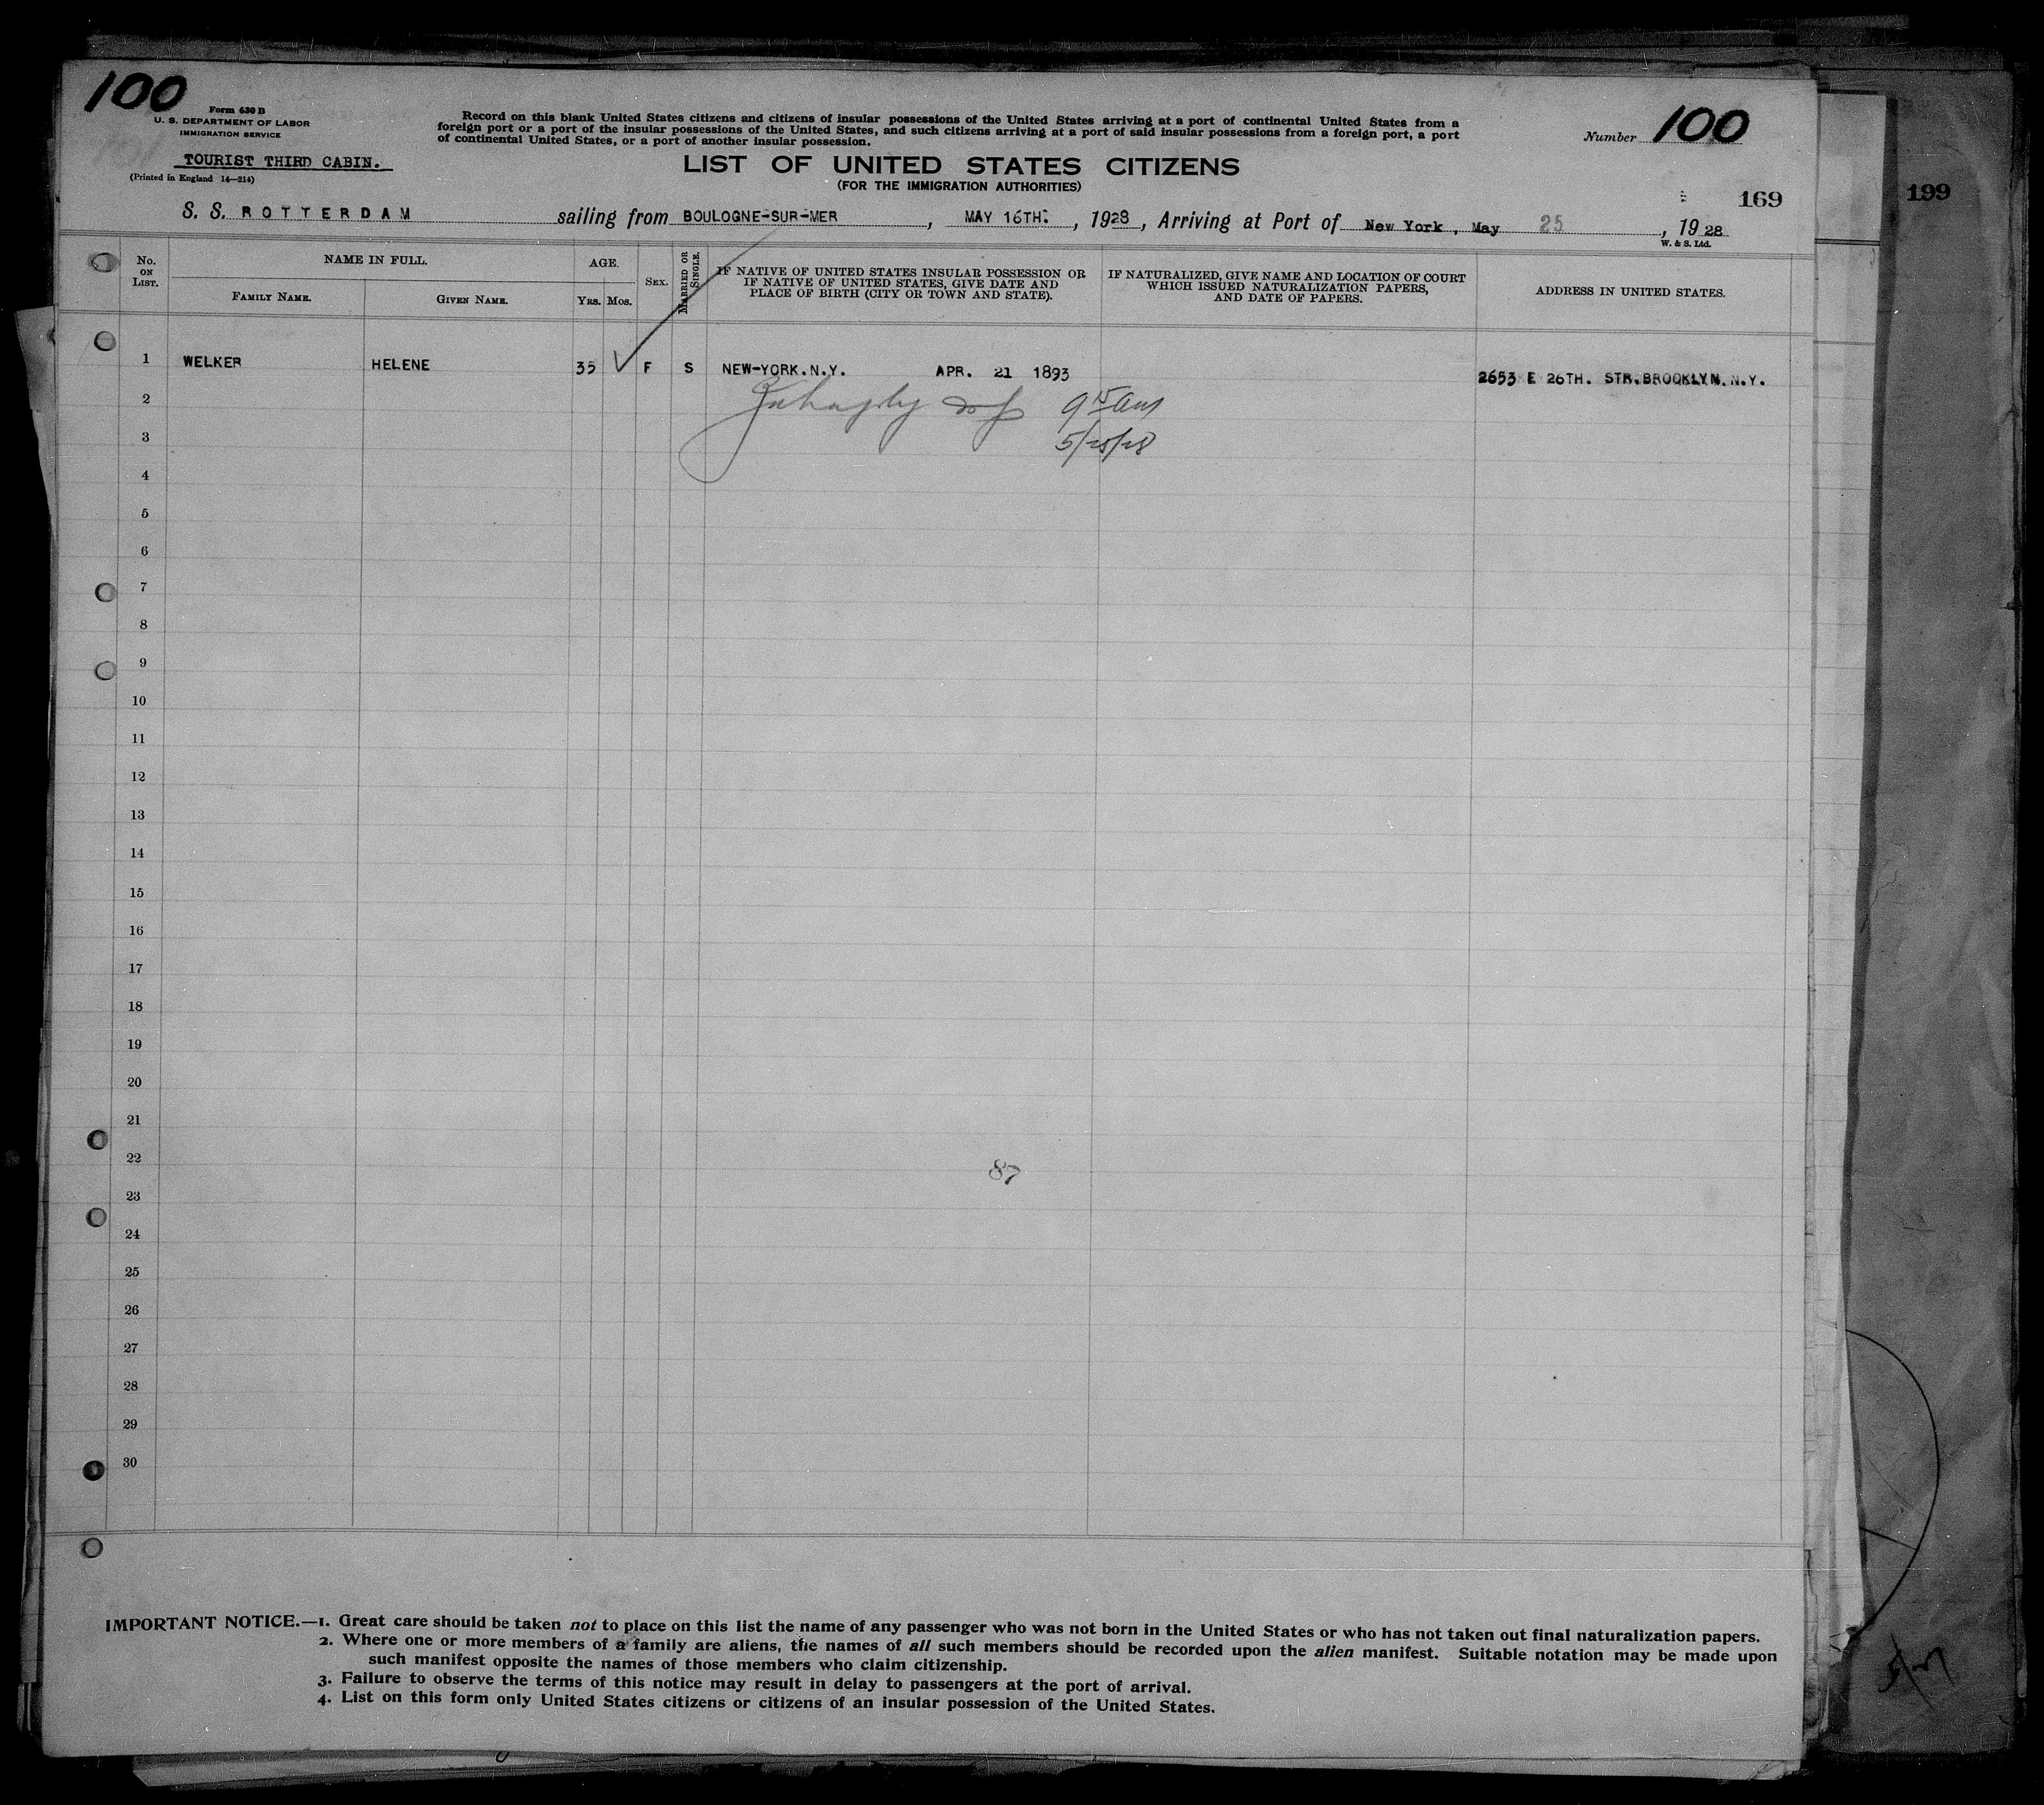 100
Form 630 B
U. S. DEPARTMENT OF LABOR
IMMIGRATION SERVICE
TOURIST THIRD CABIN.
(Printed in England 14—214)
Record on this blank United States citizens and citizens of insular possessions of the United States arriving at a port of continental United States from a
foreign port or a port of the insular possessions of the United States, and such citizens arriving at a port of said insular possessions from a foreign port, a port
of continental United States, or a port of another insular possession.
Number 100
LIST OF UNITED STATES CITIZENS
(FOR THE IMMIGRATION AUTHORITIES)
169
199
S. S. ROTTERDAM sailing from BOULOGNE-SUR-MER, MAY 16TH., 1928, Arriving at Port of New York, May 25, 1928
W. & S. Ltd.
No. ON LIST.
NAME IN FULL.
FAMILY NAME.
GIVEN NAME.
AGE.
YRS. MOS.
SEX.
MARRIED OR SINGLE.
IF NATIVE OF UNITED STATES INSULAR POSSESSION OR
IF NATIVE OF UNITED STATES, GIVE DATE AND
PLACE OF BIRTH (CITY OR TOWN AND STATE).
IF NATURALIZED, GIVE NAME AND LOCATION OF COURT
WHICH ISSUED NATURALIZATION PAPERS,
AND DATE OF PAPERS.
ADDRESS IN UNITED STATES.
1 WELKER HELENE 35 F S NEW-YORK.N.Y. APR. 21 1893 2653 E 26TH. STR.BROOKLYN.N.Y.
2
3 5/25/28
4
5
6
7
8
9
10
11
12
13
14
15
16
17
18
19
20
21
22 87
23
24
25
26
27
28
29
30
IMPORTANT NOTICE.—1. Great care should be taken not to place on this list the name of any passenger who was not born in the United States or who has not taken out final naturalization papers.
2. Where one or more members of a family are aliens, the names of all such members should be recorded upon the alien manifest. Suitable notation may be made upon
such manifest opposite the names of those members who claim citizenship.
3. Failure to observe the terms of this notice may result in delay to passengers at the port of arrival.
4. List on this form only United States citizens or citizens of an insular possession of the United States.